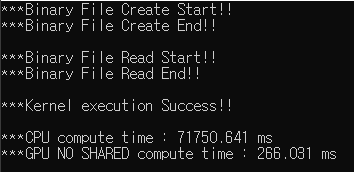 ***Binary File Create Start!!
***Binary File Create End!!
***Binary File Read Start!!
***Binary File Read End!!
***Kernel execution Success!!
***CPU compute time : 71750.641 ms
***GPU NO SHARED compute time : 266.031 ms